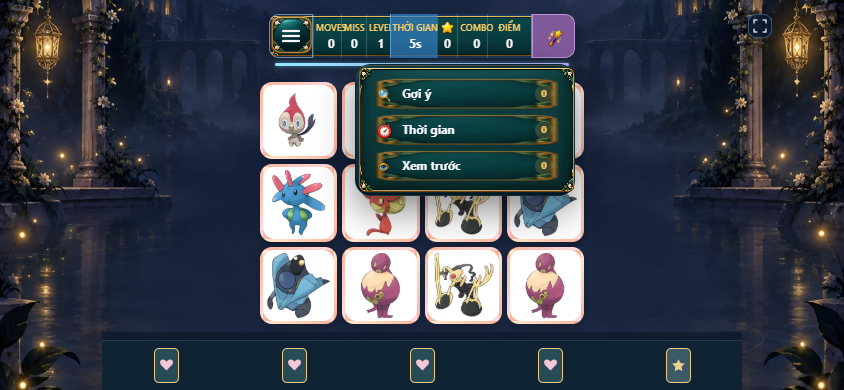 MOVES MISS LEVEL THỜI GIAN COMBO ĐIỂM
0 0 1 5s 0 0 0
Gợi ý 0
Thời gian 0
Xem trước 0